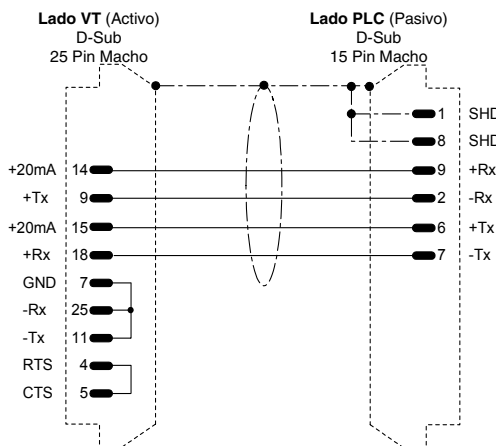 Lado VT (Activo)
D-Sub
25 Pin Macho
Lado PLC (Pasivo)
D-Sub
15 Pin Macho
1 SHD
8 SHD
+20mA 14
9 +Rx
+Tx 9
2 -Rx
+20mA 15
6 +Tx
+Rx 18
7 -Tx
GND 7
-Rx 25
-Tx 11
RTS 4
CTS 5